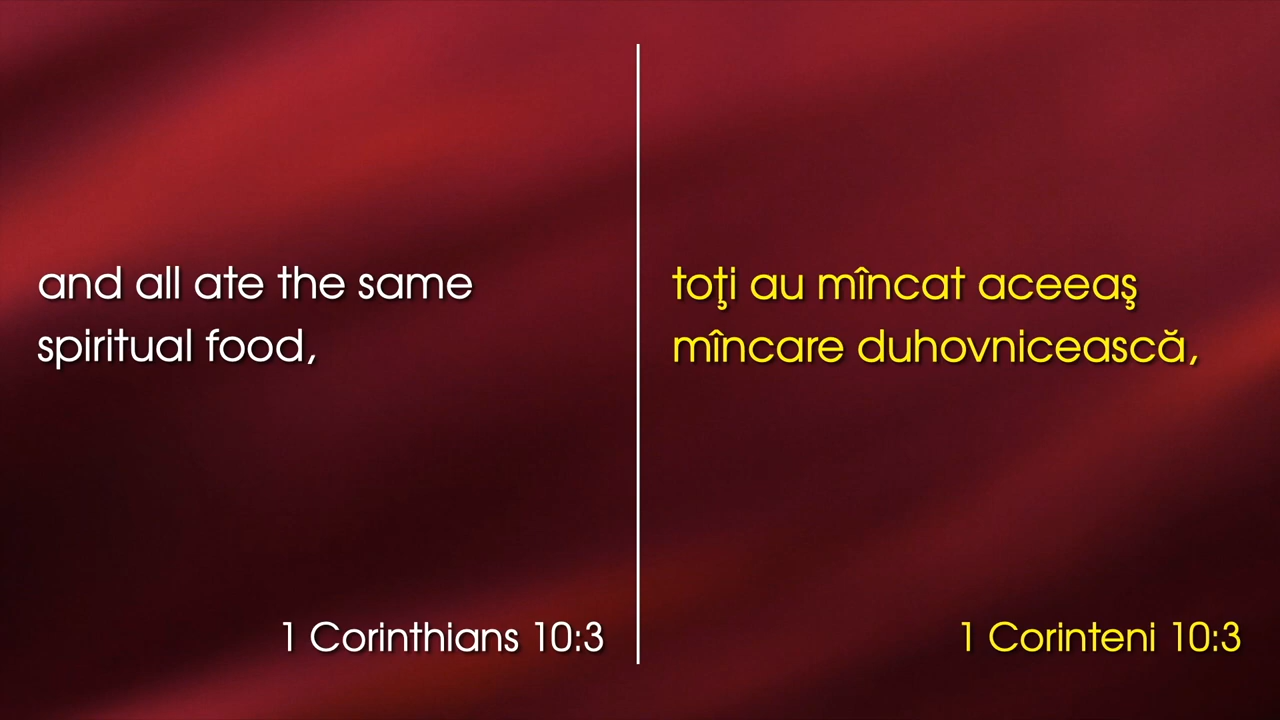 and all ate the same
spiritual food,
1 Corinthians 10:3
toţi au mîncat aceeaş
mîncare duhovnicească,
1 Corinteni 10:3